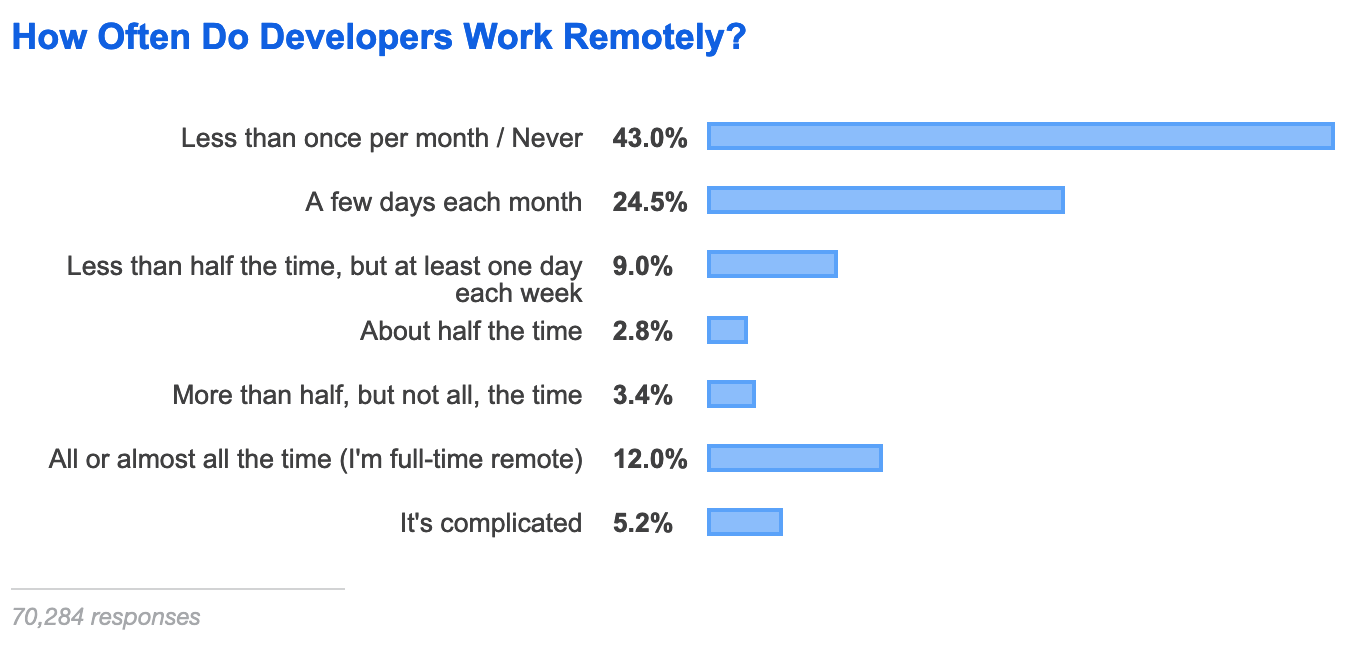 How Often Do Developers Work Remotely?
Less than once per month / Never 43.0%
A few days each month 24.5%
Less than half the time, but at least one day 9.0%
each week
About half the time 2.8%
More than half, but not all, the time 3.4%
All or almost all the time (I'm full-time remote) 12.0%
It's complicated 5.2%
70,284 responses